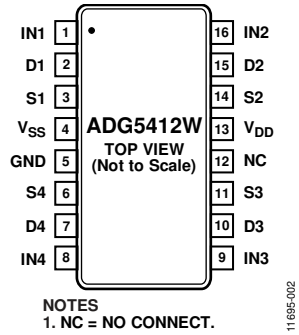 IN1 1 16 IN2
D1 2 15 D2
S1 3 14 S2
VSS 4 ADG5412W 13 VDD
TOP VIEW
GND 5 (Not to Scale) 12 NC
S4 6 11 S3
D4 7 10 D3
IN4 8 9 IN3
NOTES
1. NC = NO CONNECT.
11695-002